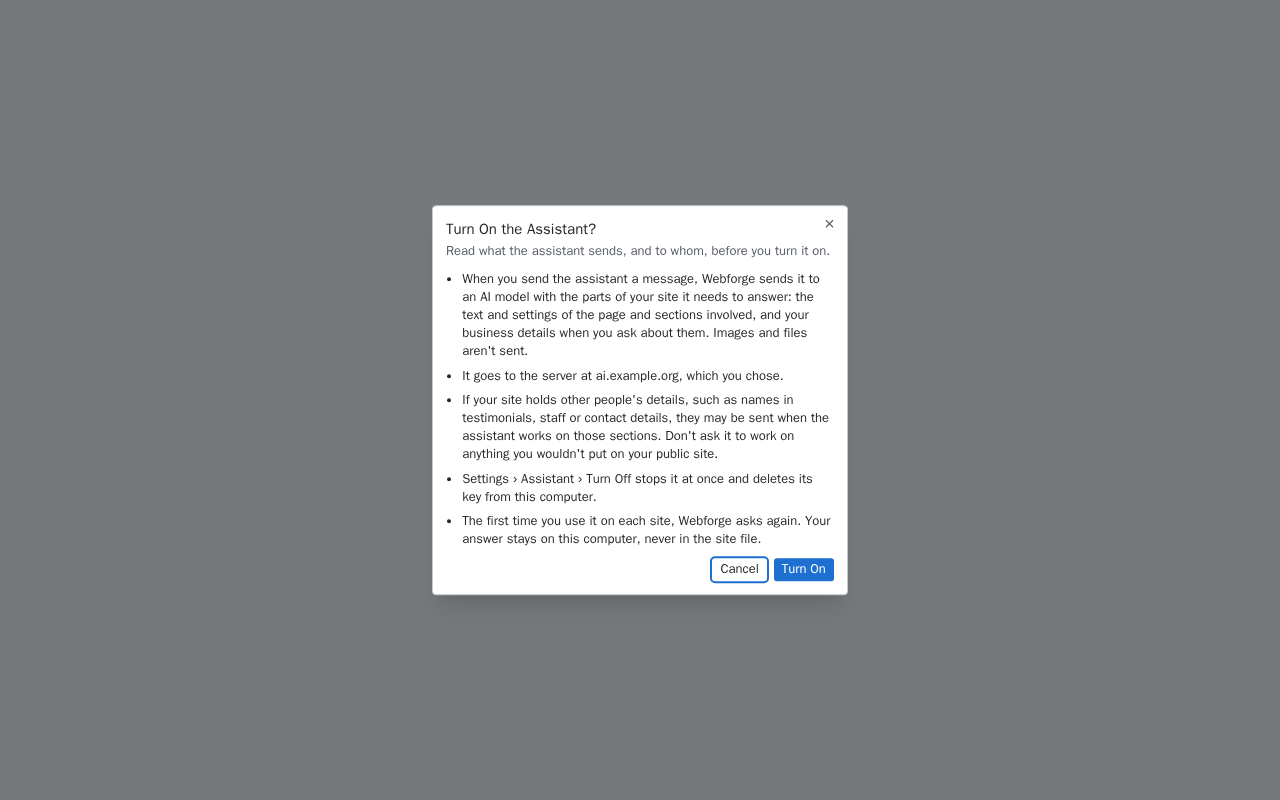 Turn On the Assistant?
×
Read what the assistant sends, and to whom, before you turn it on.
• When you send the assistant a message, Webforge sends it to
an AI model with the parts of your site it needs to answer: the
text and settings of the page and sections involved, and your
business details when you ask about them. Images and files
aren't sent.
• It goes to the server at ai.example.org, which you chose.
• If your site holds other people's details, such as names in
testimonials, staff or contact details, they may be sent when the
assistant works on those sections. Don't ask it to work on
anything you wouldn't put on your public site.
• Settings › Assistant › Turn Off stops it at once and deletes its
key from this computer.
• The first time you use it on each site, Webforge asks again. Your
answer stays on this computer, never in the site file.
Cancel Turn On